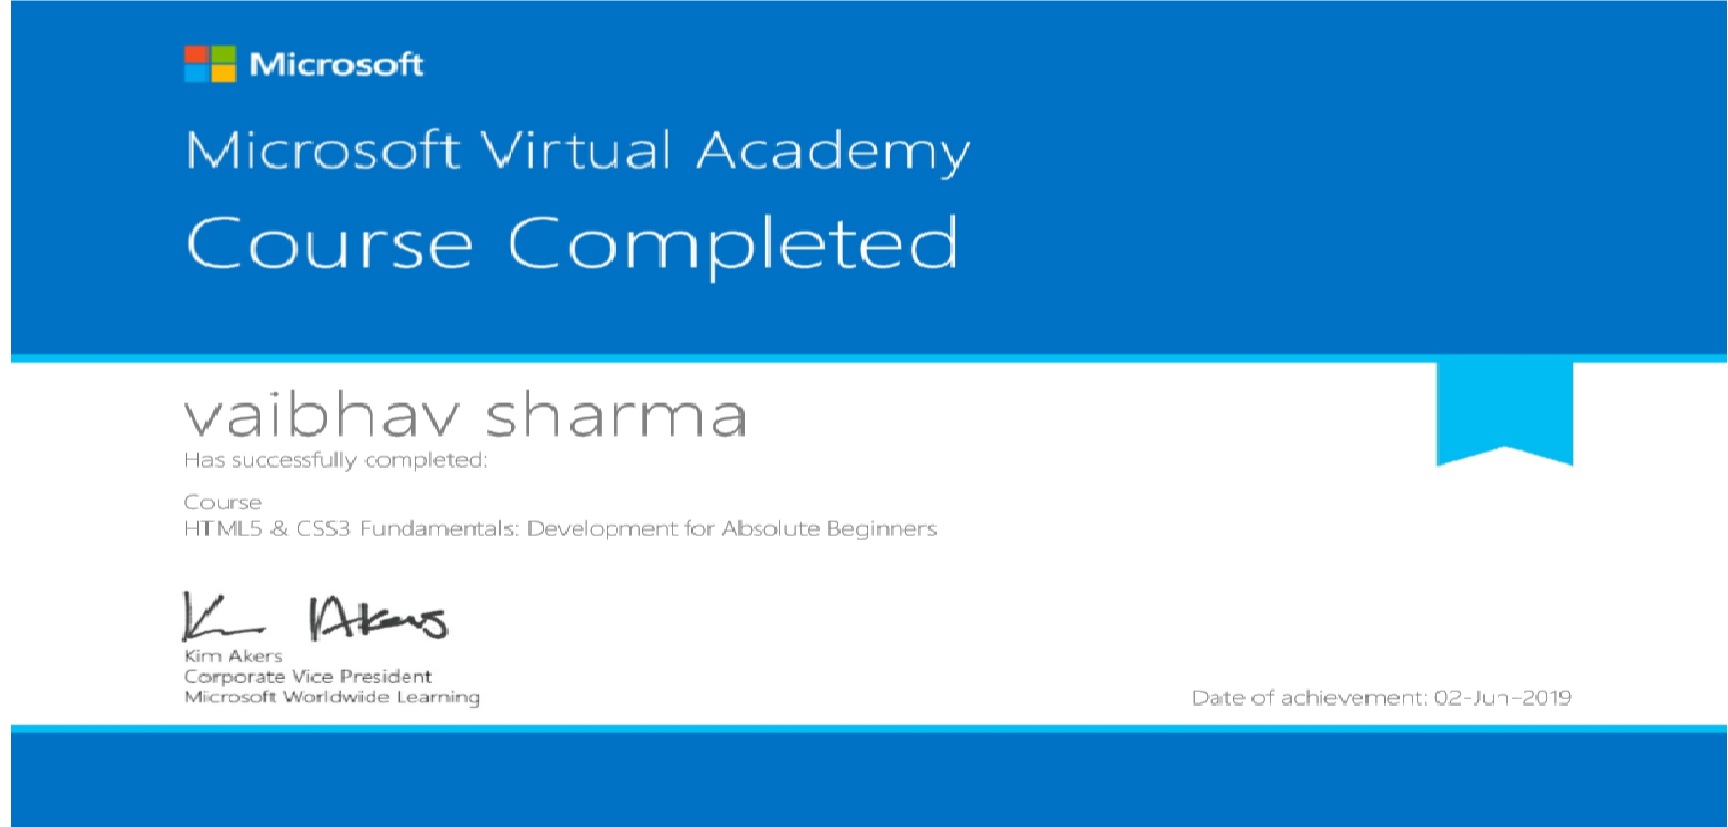 Microsoft
Microsoft Virtual Academy
Course Completed
vaibhav sharma
Has successfully completed:
Course
HTML5 & CSS3 Fundamentals: Development for Absolute Beginners
K Akers
Kim Akers
Corporate Vice President
Microsoft Worldwide Learning
Date of achievement: 02-Jun-2019